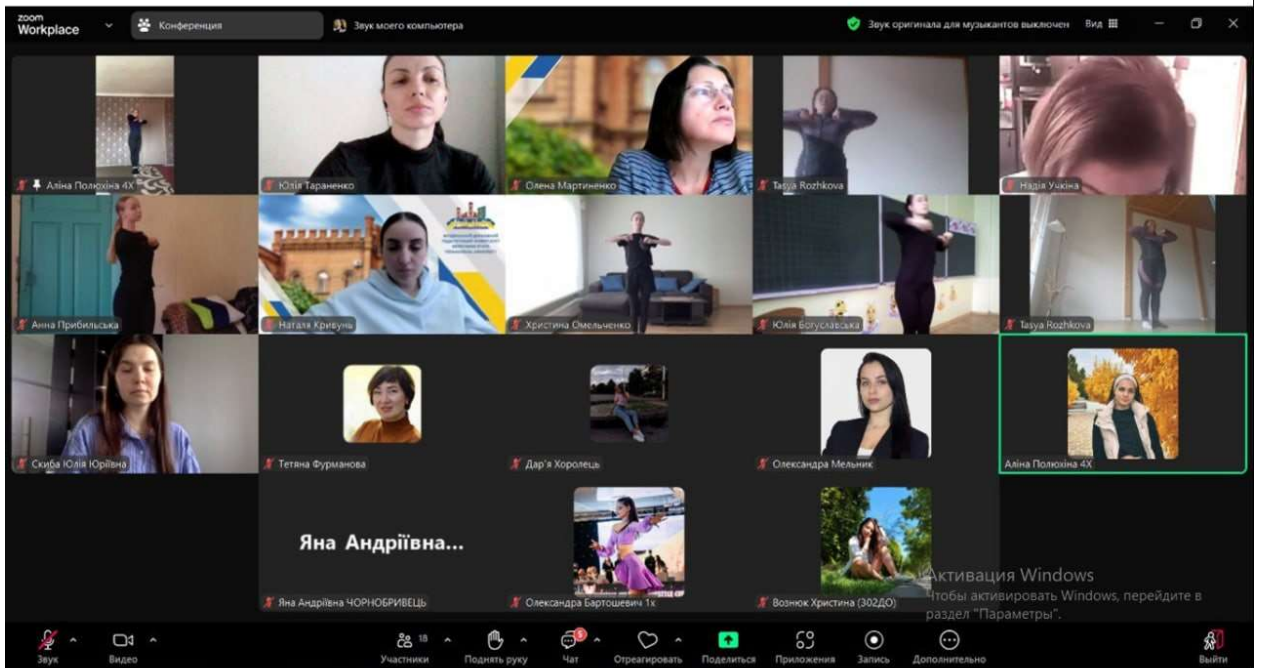 zoom
Workplace
Конференция
Звук моего компьютера
Звук оригинала для музыкантов выключен
Вид
Аліна Полюхіна 4Х
Юлія Тараненко
Олена Мартиненко
Tasya Rozhkova
Надія Учкіна
Анна Прибильська
Наталя Кривунь
Христина Омельченко
Юлія Богуславська
Tasya Rozhkova
Скиба Юлія Юріївна
Тетяна Фурманова
Дар'я Хоролець
Олександра Мельник
Аліна Полюхіна 4Х
Яна Андріївна...
Яна Андріївна ЧОРНОБРИВЕЦЬ
Олександра Бартошевич 1х
Вознюк Христина (302ДО)
Активация Windows
Чтобы активировать Windows, перейдите в
раздел "Параметры".
18
5
Звук
Видео
Участники
Поднять руку
Чат
Отреагировать
Поделиться
Приложения
Запись
Дополнительно
Выйти